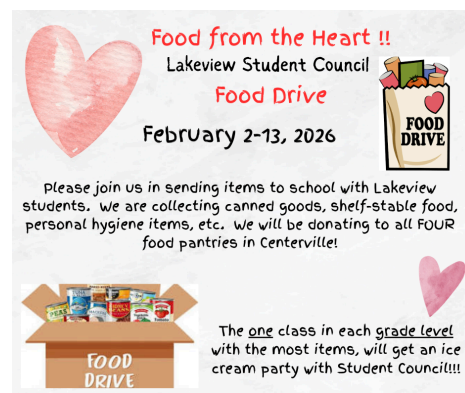 Food from the Heart !!
Lakeview Student Council
Food Drive
February 2-13, 2026
FOOD
DRIVE
Please join us in sending items to school with Lakeview
students. We are collecting canned goods, shelf-stable food,
personal hygiene items, etc. We will be donating to all FOUR
food pantries in Centerville!
PEAS
FOOD
DRIVE
The one class in each grade level
with the most items, will get an ice
cream party with Student Council!!!